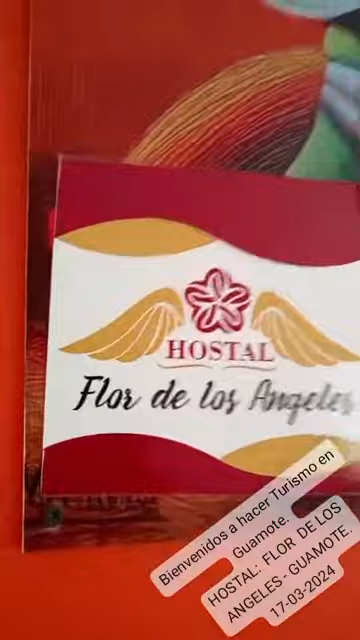 HOSTAL
Flor de los Angeles
Bienvenidos a hacer Turismo en
Guamote.
HOSTAL: FLOR DE LOS
ANGELES- GUAMOTE.
17-03-2024